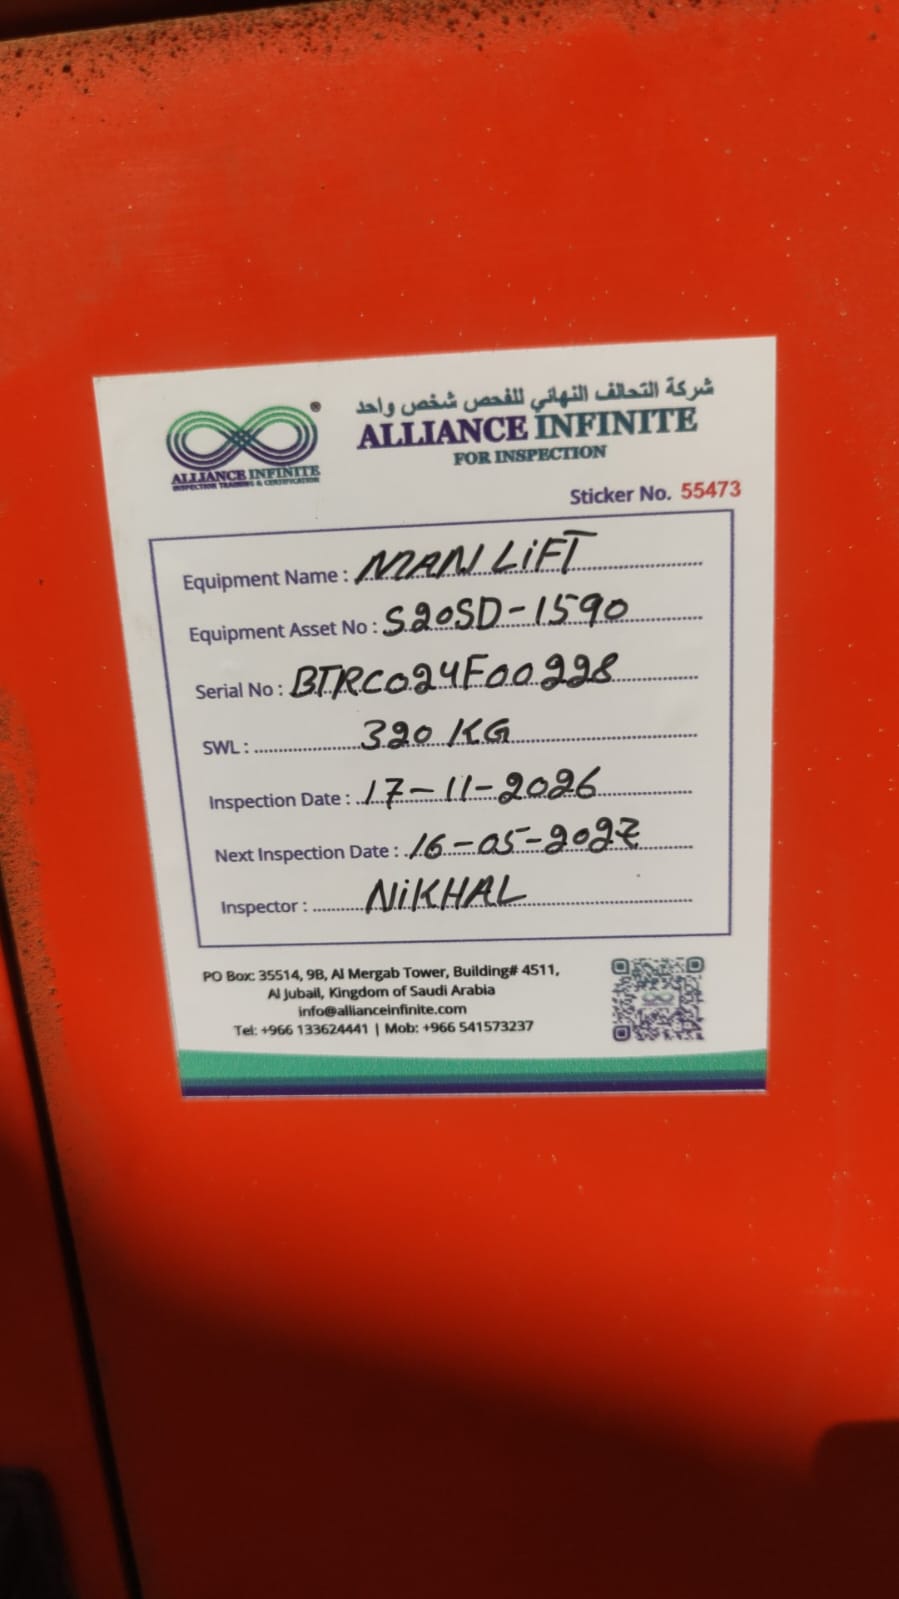 شركة التحالف النهائي للفحص شخص واحد
ALLIANCE INFINITE
FOR INSPECTION
®
ALLIANCE INFINITE
INSPECTION TRAINING & CERTIFICATION
Sticker No. 55473
Equipment Name : MAN LiFT
Equipment Asset No : S20SD-1590
Serial No : BTRC024F00228
SWL : 320 KG
Inspection Date : 17-11-2026
Next Inspection Date : 16-05-2027
Inspector : NiKHAL
PO Box: 35514, 9B, Al Mergab Tower, Building# 4511,
Al Jubail, Kingdom of Saudi Arabia
info@allianceinfinite.com
Tel: +966 133624441 | Mob: +966 541573237